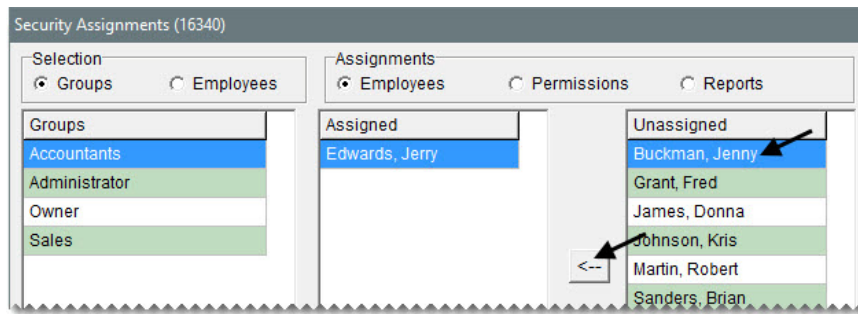 Security Assignments (16340)
Selection
Groups
Employees
Assignments
Employees
Permissions
Reports
Groups
Accountants
Administrator
Owner
Sales
Assigned
Edwards, Jerry
<--
Unassigned
Buckman, Jenny
Grant, Fred
James, Donna
Johnson, Kris
Martin, Robert
Sanders, Brian